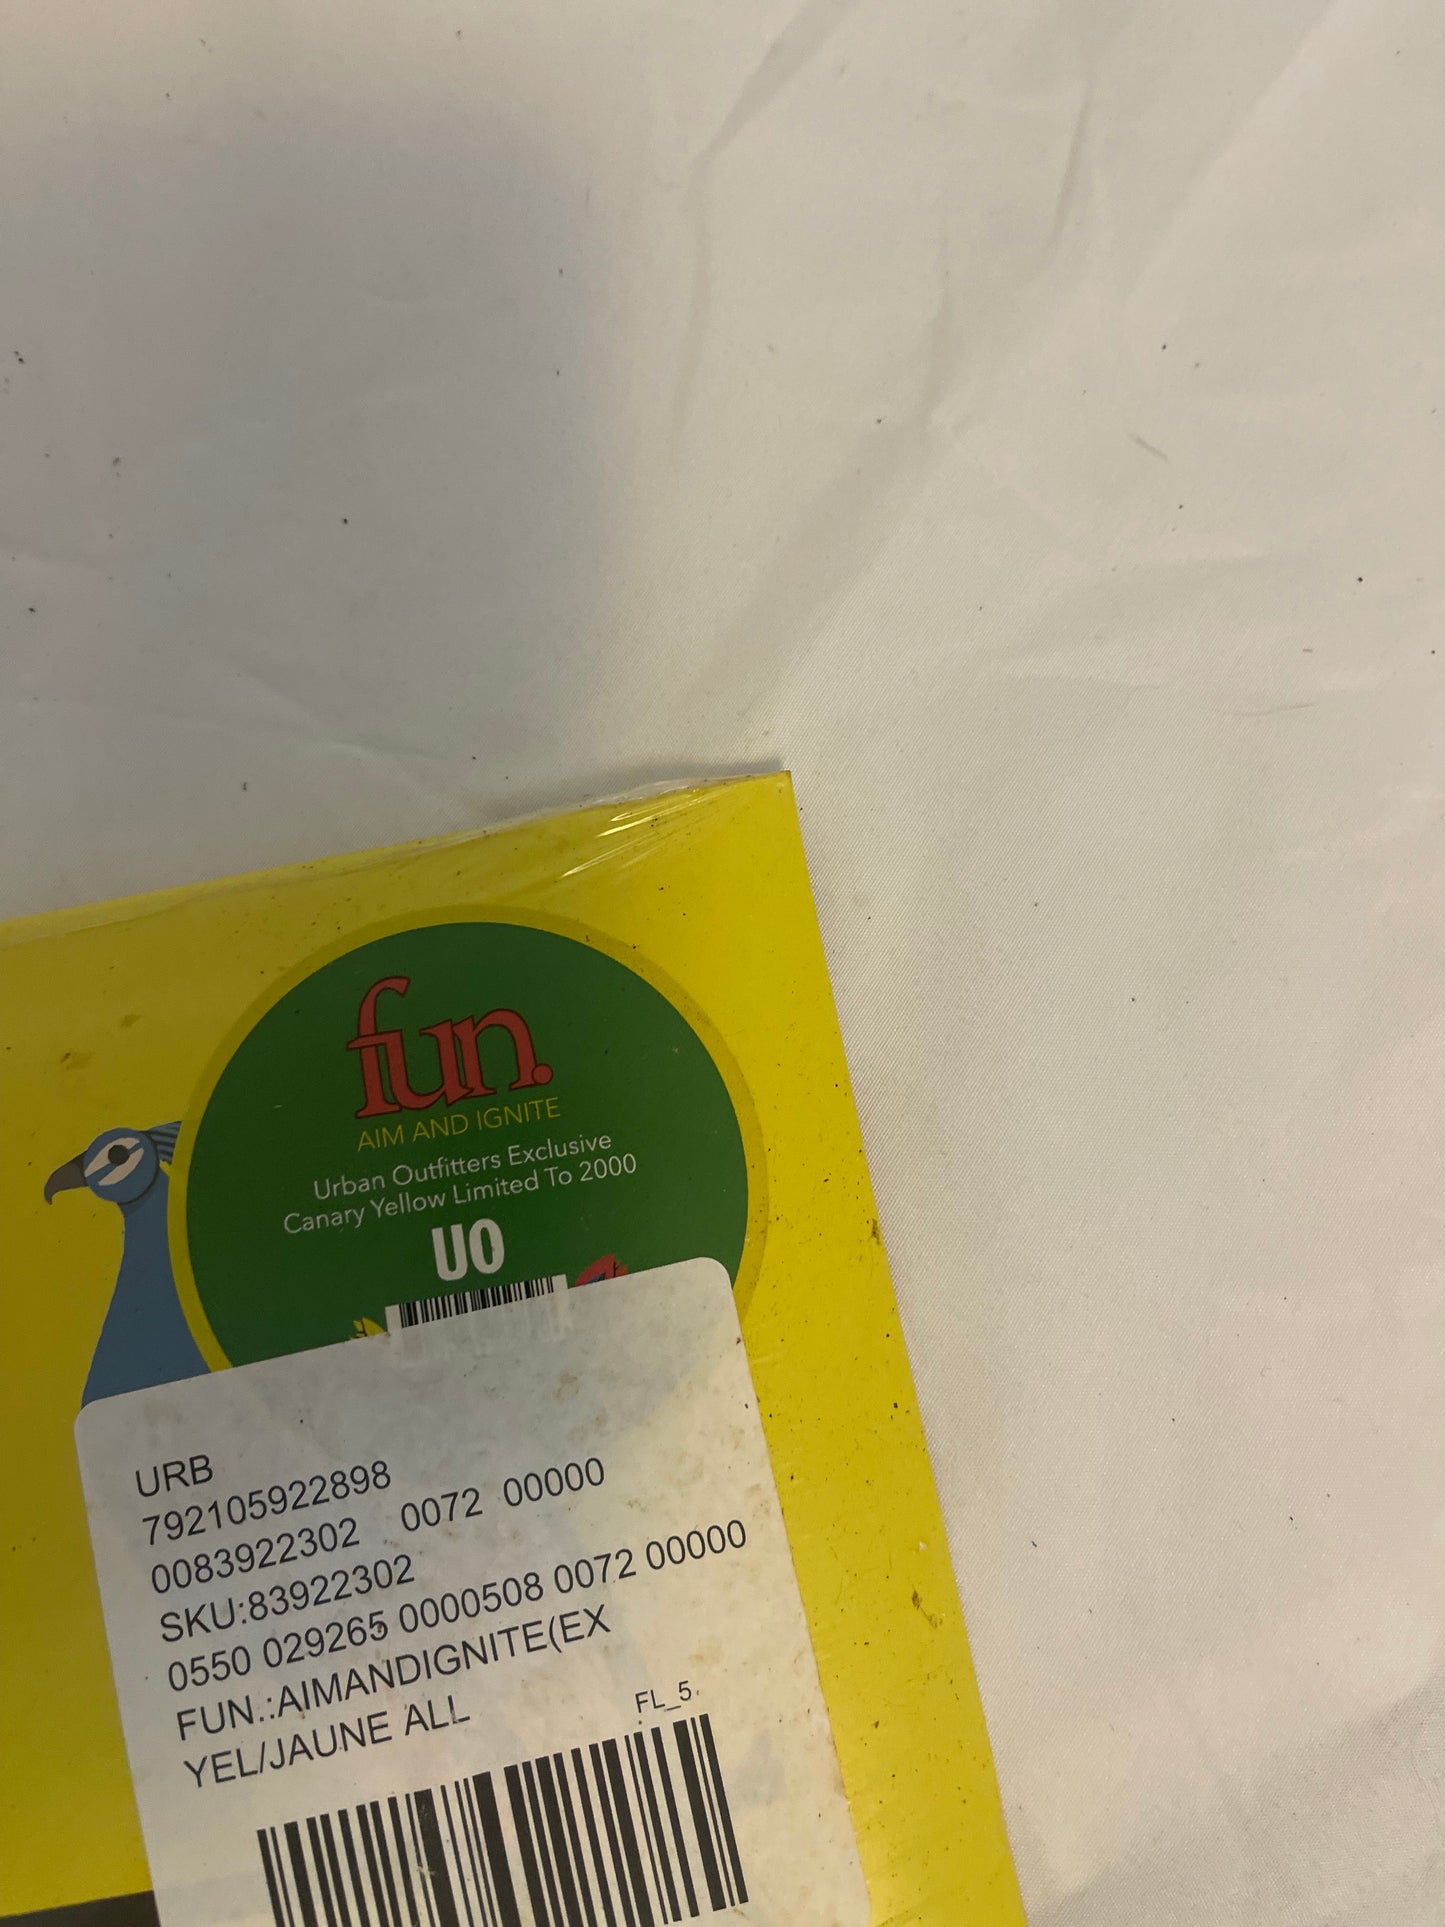 fun.
AIM AND IGNITE
Urban Outfitters Exclusive
Canary Yellow Limited To 2000
UO
URB
792105922898
0083922302 0072 00000
SKU:83922302
0550 029265 0000508 0072 00000
FUN.:AIMANDIGNITE(EX
YEL/JAUNE ALL
FL_5